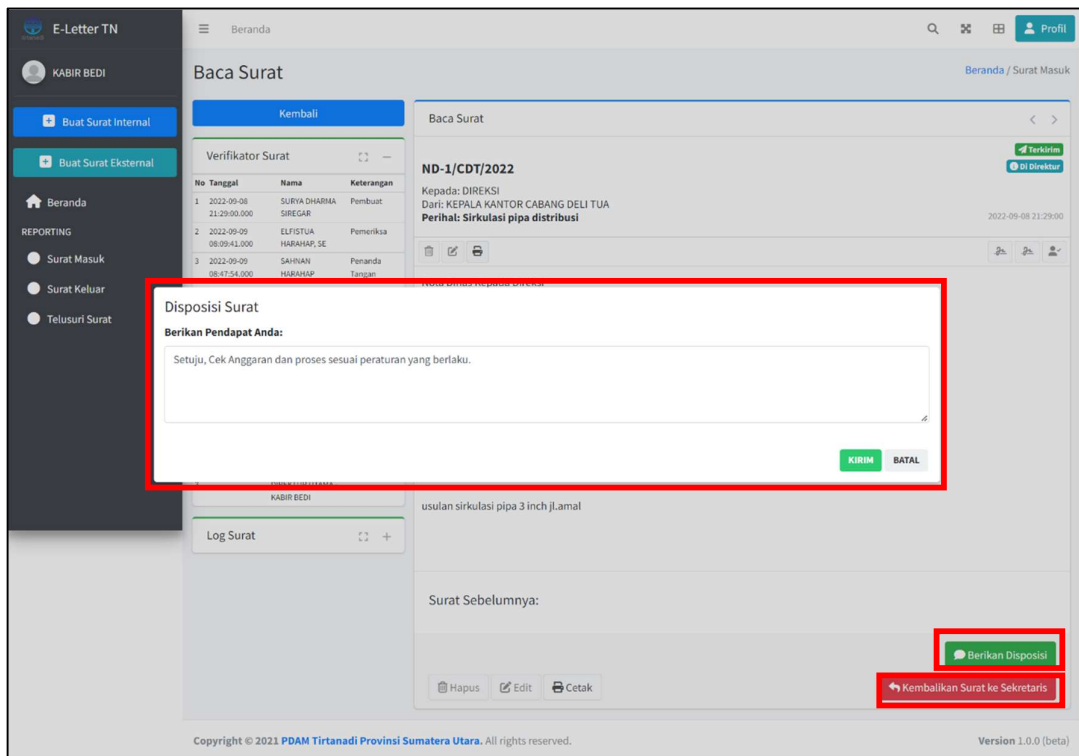 E-Letter TN
Beranda
Profil
KABIR BEDI
Baca Surat
Beranda / Surat Masuk
Buat Surat Internal
Buat Surat Eksternal
Beranda
REPORTING
Surat Masuk
Surat Keluar
Telusuri Surat
Kembali
Verifikator Surat
No Tanggal Nama Keterangan
1 2022-09-08 SURYA DHARMA Pembuat
21:29:00.000 SIREGAR
2 2022-09-09 ELFISTUA Pemeriksa
08:09:41.000 HARAHAP, SE
3 2022-09-09 SAHNAN Penanda
08:47:54.000 HARAHAP Tangan
Baca Surat
Terkirim
Di Direktur
ND-1/CDT/2022
Kepada: DIREKSI
Dari: KEPALA KANTOR CABANG DELI TUA
Perihal: Sirkulasi pipa distribusi
2022-09-08 21:29:00
Nota Dinas Kepada Direksi
Disposisi Surat
Berikan Pendapat Anda:
Setuju, Cek Anggaran dan proses sesuai peraturan yang berlaku.
KIRIM BATAL
KABIR BEDI
usulan sirkulasi pipa 3 inch jl.amal
Log Surat
Surat Sebelumnya:
Berikan Disposisi
Hapus Edit Cetak
Kembalikan Surat ke Sekretaris
Copyright © 2021 PDAM Tirtanadi Provinsi Sumatera Utara. All rights reserved.
Version 1.0.0 (beta)